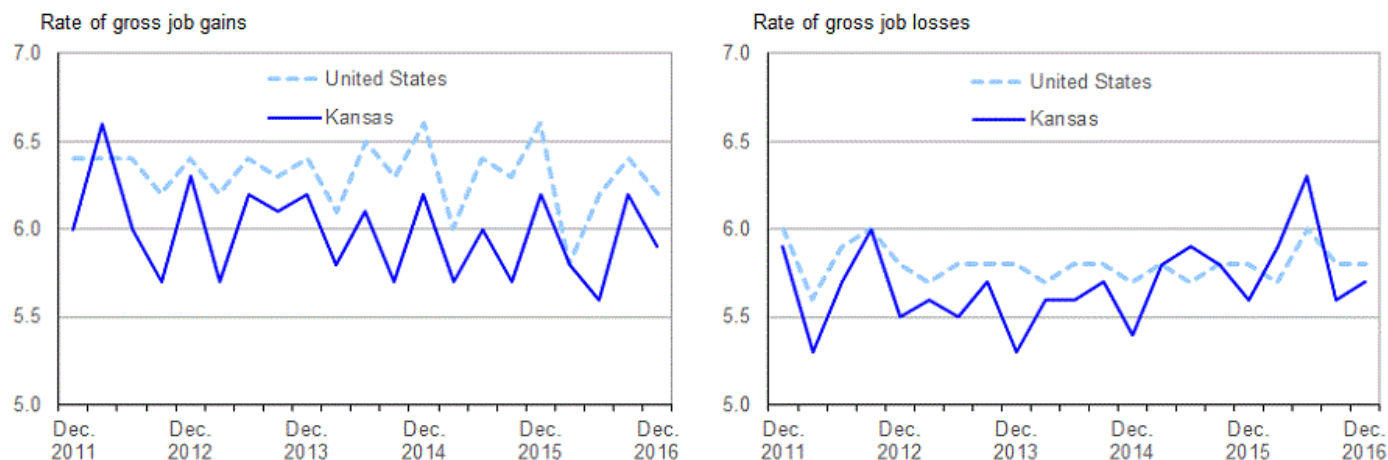 Rate of gross job gains
7.0
6.5
6.0
5.5
5.0
United States
Kansas
Dec. Dec. Dec. Dec. Dec. Dec.
2011 2012 2013 2014 2015 2016
Rate of gross job losses
7.0
6.5
6.0
5.5
5.0
United States
Kansas
Dec. Dec. Dec. Dec. Dec. Dec.
2011 2012 2013 2014 2015 2016